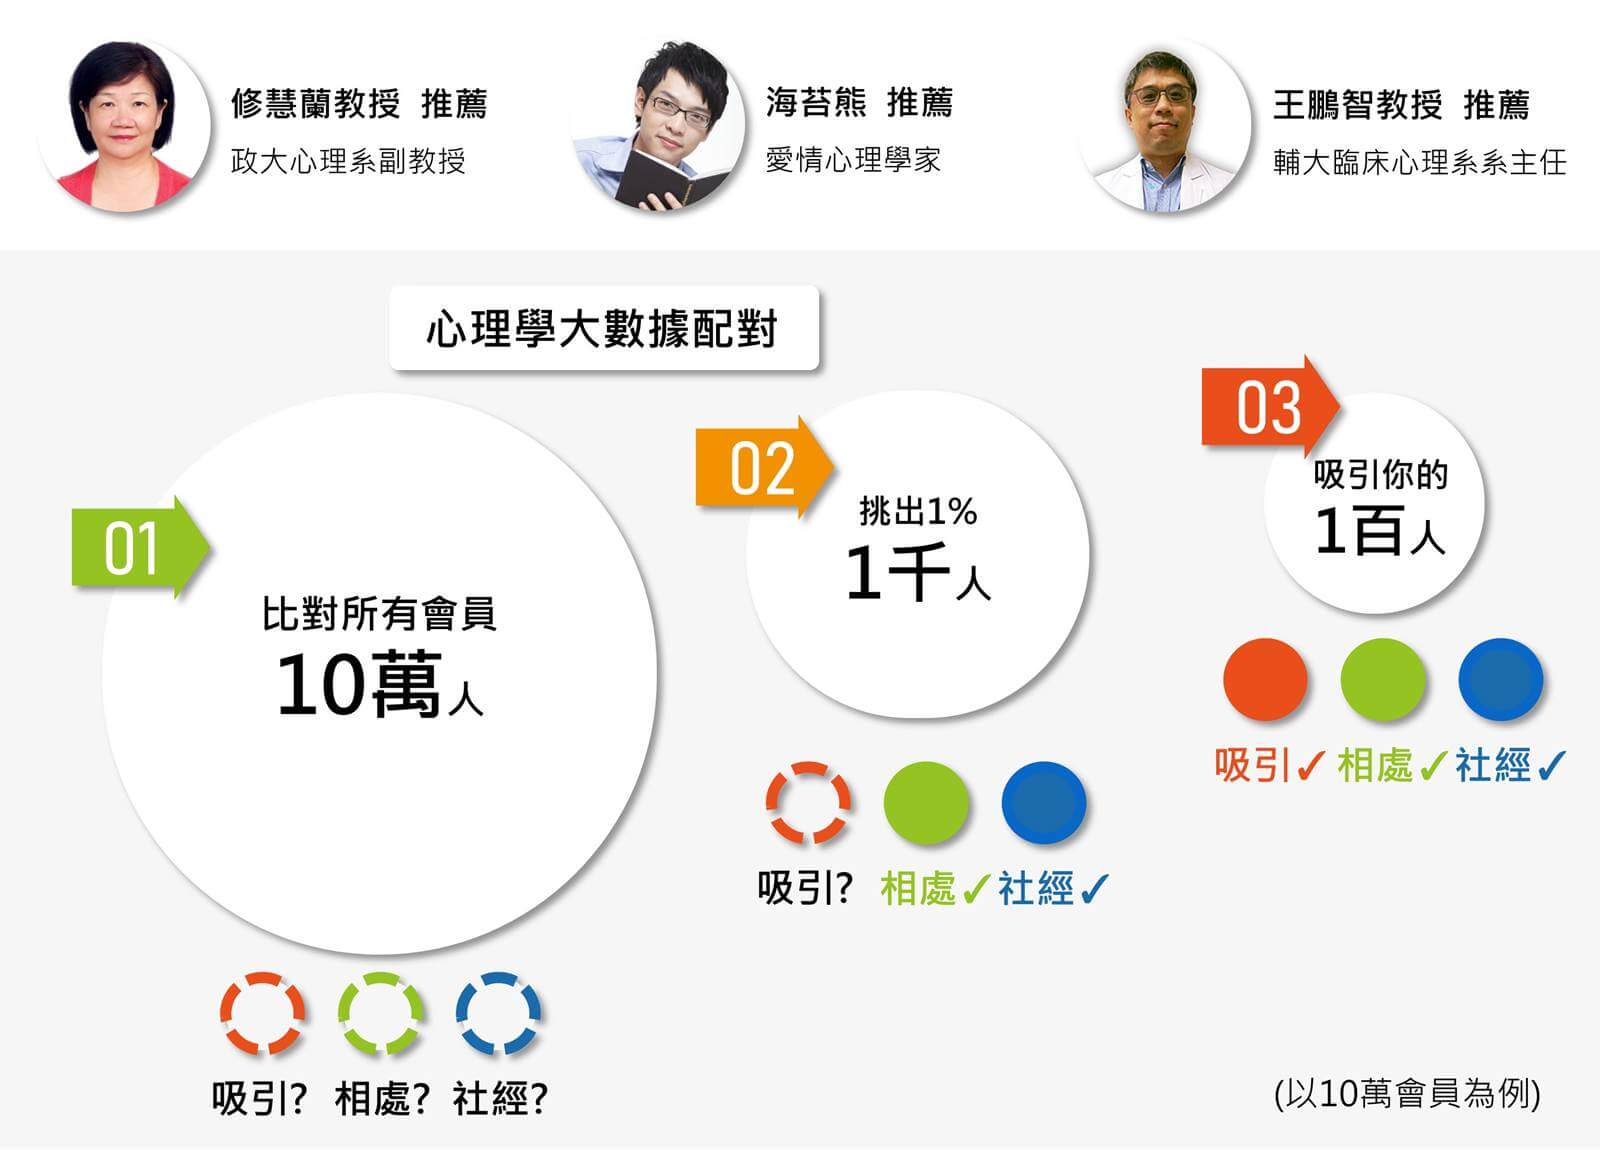 修慧蘭教授 推薦
政大心理系副教授
海苔熊 推薦
愛情心理學家
王鵬智教授 推薦
輔大臨床心理系系主任
心理學大數據配對
01
比對所有會員
10萬人
吸引? 相處? 社經?
02
挑出1%
1千人
吸引? 相處✓ 社經✓
03
吸引你的
1百人
吸引✓ 相處✓ 社經✓
(以10萬會員為例)